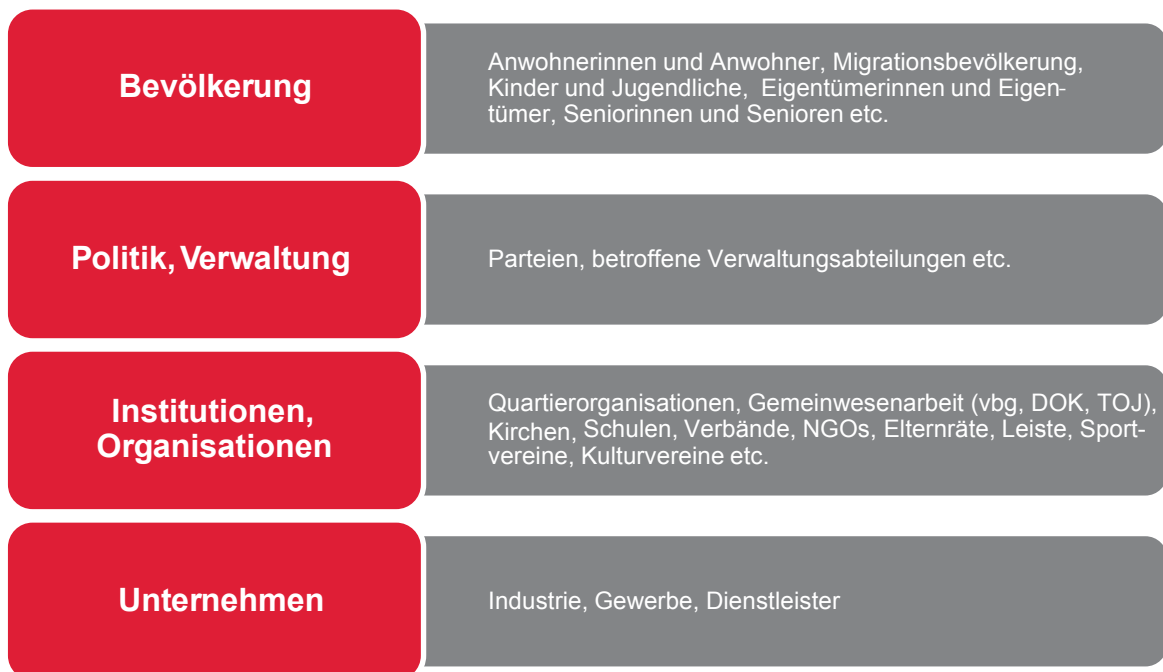 Bevölkerung
Anwohnerinnen und Anwohner, Migrationsbevölkerung,
Kinder und Jugendliche, Eigentümerinnen und Eigen-
tümer, Seniorinnen und Senioren etc.
Politik, Verwaltung
Parteien, betroffene Verwaltungsabteilungen etc.
Institutionen,
Organisationen
Quartierorganisationen, Gemeinwesenarbeit (vbg, DOK, TOJ),
Kirchen, Schulen, Verbände, NGOs, Elternräte, Leiste, Sport-
vereine, Kulturvereine etc.
Unternehmen
Industrie, Gewerbe, Dienstleister